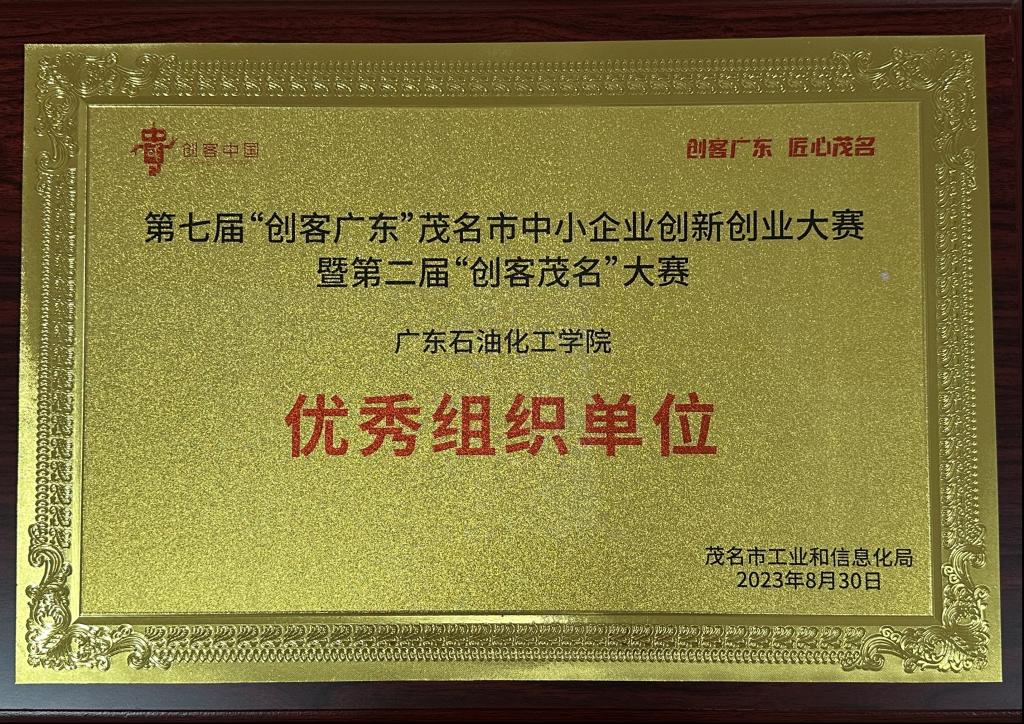 创客中国
创客广东 匠心茂名
第七届“创客广东”茂名市中小企业创新创业大赛
暨第二届“创客茂名”大赛
广东石油化工学院
优秀组织单位
茂名市工业和信息化局
2023年8月30日